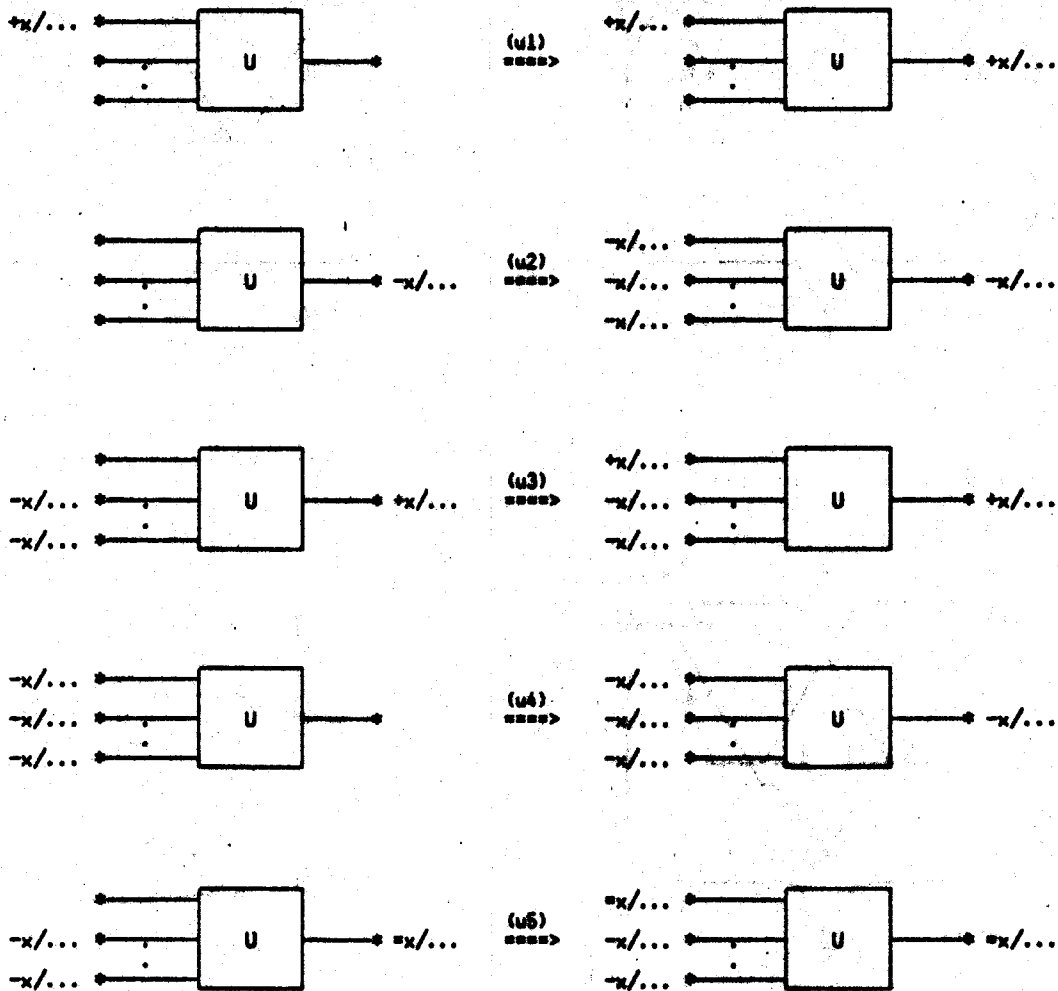 +x/... * U * (u1) +x/... * U * +x/...
* * ====> * *
* U * -x/... (u2) -x/... * U * -x/...
* ====> -x/... *
* -x/... *
* U * +x/... (u3) +x/... * U * +x/...
-x/... * ====> -x/... *
-x/... * -x/... *
-x/... * U * (u4) -x/... * U * -x/...
-x/... * ====> -x/... *
-x/... * -x/... *
* U * =x/... (u5) =x/... * U * =x/...
-x/... * ====> -x/... *
-x/... * -x/... *